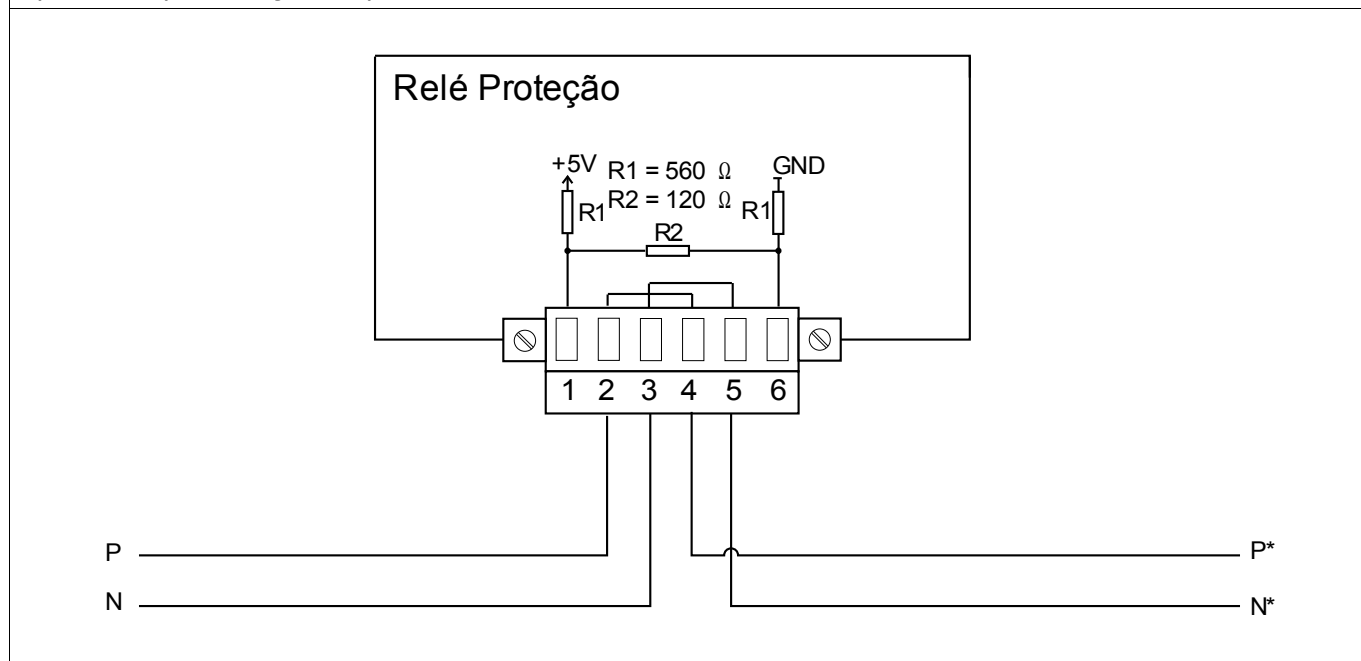 Relé Proteção
+5V
R1 = 560 Ω
GND
R2 = 120 Ω
R1
R1
R2
1 2 3 4 5 6
P
P*
N
N*